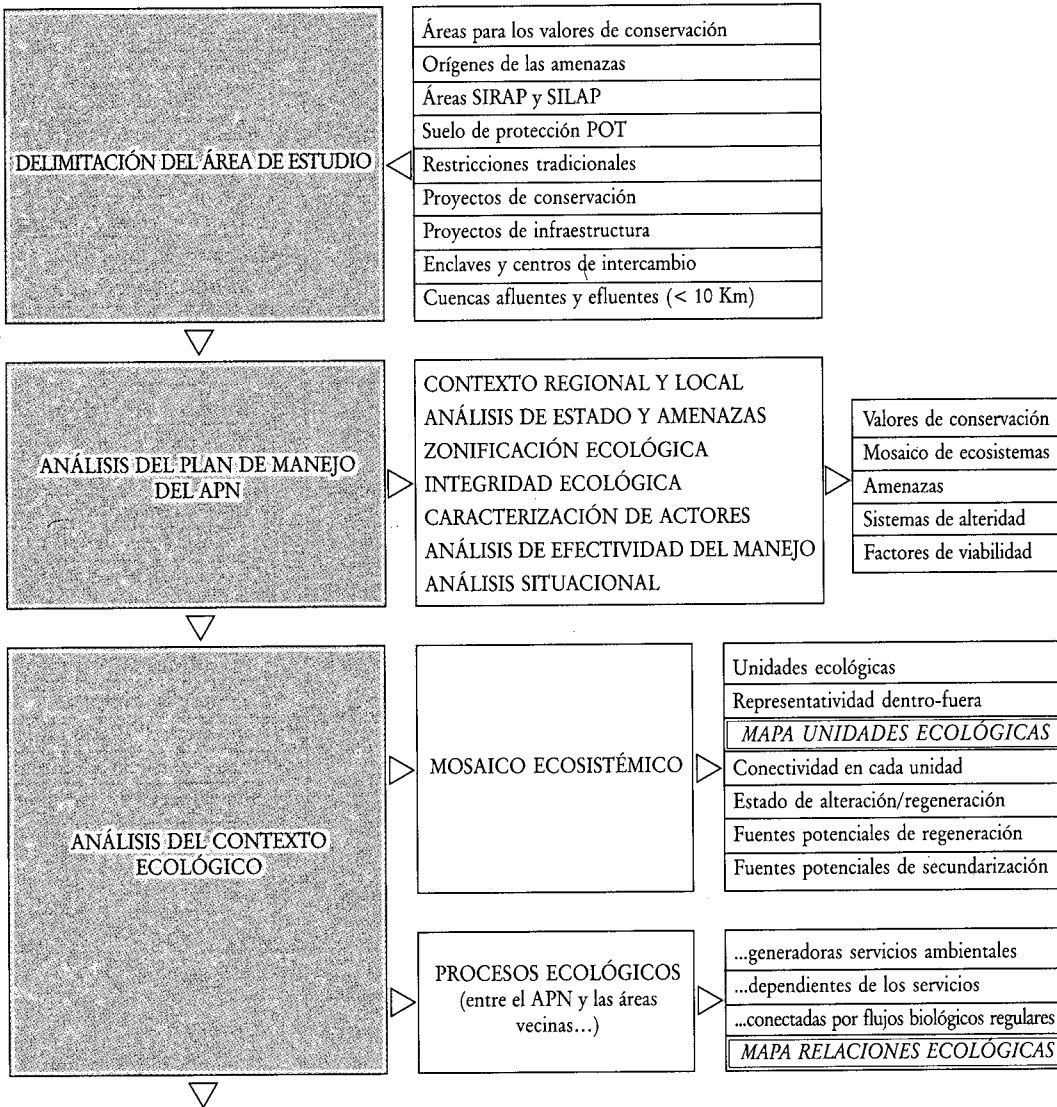 DELIMITACIÓN DEL ÁREA DE ESTUDIO
Áreas para los valores de conservación
Orígenes de las amenazas
Áreas SIRAP y SILAP
Suelo de protección POT
Restricciones tradicionales
Proyectos de conservación
Proyectos de infraestructura
Enclaves y centros de intercambio
Cuencas afluentes y efluentes (< 10 Km)
ANÁLISIS DEL PLAN DE MANEJO
DEL APN
CONTEXTO REGIONAL Y LOCAL
ANÁLISIS DE ESTADO Y AMENAZAS
ZONIFICACIÓN ECOLÓGICA
INTEGRIDAD ECOLÓGICA
CARACTERIZACIÓN DE ACTORES
ANÁLISIS DE EFECTIVIDAD DEL MANEJO
ANÁLISIS SITUACIONAL
Valores de conservación
Mosaico de ecosistemas
Amenazas
Sistemas de alteridad
Factores de viabilidad
ANÁLISIS DEL CONTEXTO
ECOLÓGICO
MOSAICO ECOSISTÉMICO
Unidades ecológicas
Representatividad dentro-fuera
MAPA UNIDADES ECOLÓGICAS
Conectividad en cada unidad
Estado de alteración/regeneración
Fuentes potenciales de regeneración
Fuentes potenciales de secundarización
PROCESOS ECOLÓGICOS
(entre el APN y las áreas
vecinas...)
...generadoras servicios ambientales
...dependientes de los servicios
...conectadas por flujos biológicos regulares
MAPA RELACIONES ECOLÓGICAS